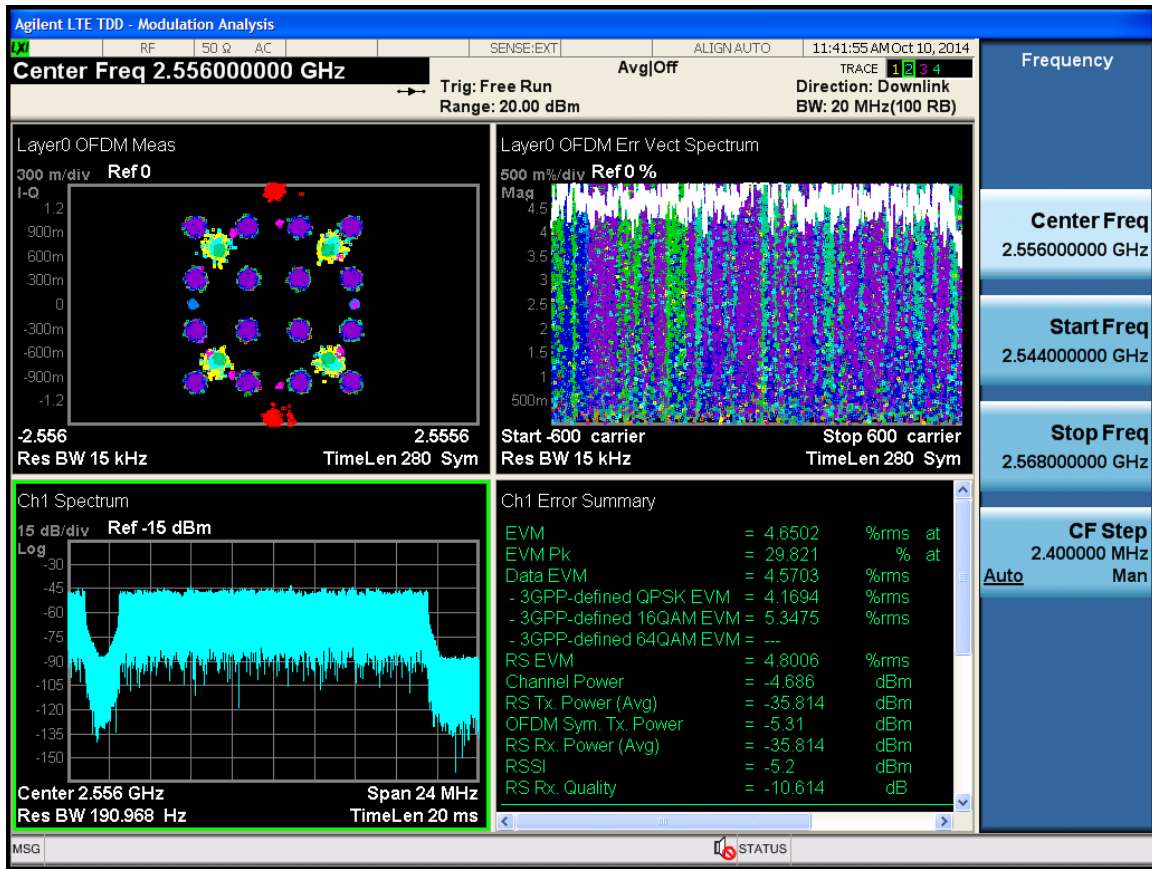 Agilent LTE TDD - Modulation Analysis
LXI RF 50 Ω AC SENSE:EXT ALIGN AUTO 11:41:55 AM Oct 10, 2014
Center Freq 2.556000000 GHz
Avg|Off
TRACE 1 2 3 4
Trig: Free Run
Direction: Downlink
Range: 20.00 dBm
BW: 20 MHz(100 RB)
Layer0 OFDM Meas
300 m/div Ref 0
I-Q
1.2
900m
600m
300m
0
-300m
-600m
-900m
-1.2
-2.556 2.5556
Res BW 15 kHz TimeLen 280 Sym
Layer0 OFDM Err Vect Spectrum
500 m%/div Ref 0 %
Mag
4.5
4
3.5
3
2.5
2
1.5
1
500m
Start -600 carrier Stop 600 carrier
Res BW 15 kHz TimeLen 280 Sym
Ch1 Spectrum
15 dB/div Ref -15 dBm
Log
-30
-45
-60
-75
-90
-105
-120
-135
-150
Center 2.556 GHz Span 24 MHz
Res BW 190.968 Hz TimeLen 20 ms
Ch1 Error Summary
EVM = 4.6502 %rms at
EVM Pk = 29.821 % at
Data EVM = 4.5703 %rms
- 3GPP-defined QPSK EVM = 4.1694 %rms
- 3GPP-defined 16QAM EVM = 5.3475 %rms
- 3GPP-defined 64QAM EVM = ---
RS EVM = 4.8006 %rms
Channel Power = -4.686 dBm
RS Tx. Power (Avg) = -35.814 dBm
OFDM Sym. Tx. Power = -5.31 dBm
RS Rx. Power (Avg) = -35.814 dBm
RSSI = -5.2 dBm
RS Rx. Quality = -10.614 dB
Frequency
Center Freq
2.556000000 GHz
Start Freq
2.544000000 GHz
Stop Freq
2.568000000 GHz
CF Step
2.400000 MHz
Auto Man
MSG STATUS